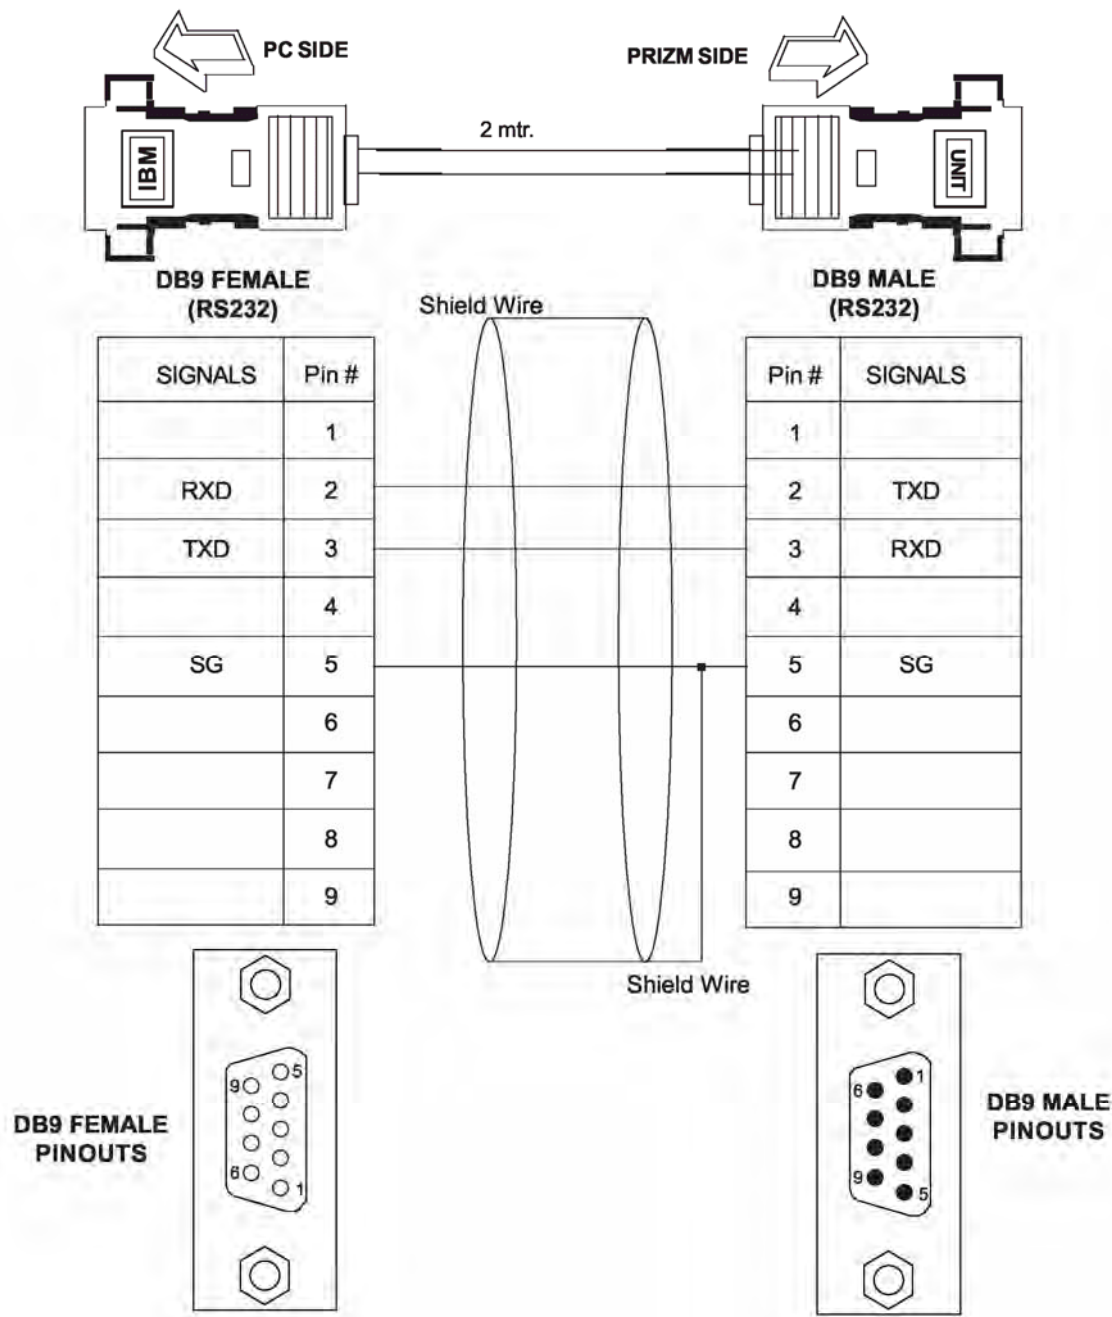 PC SIDE
PRIZM SIDE
2 mtr.
IBM
UNIT
DB9 FEMALE
(RS232)
DB9 MALE
(RS232)
Shield Wire
SIGNALS Pin #
1
RXD 2
TXD 3
4
SG 5
6
7
8
9
Pin # SIGNALS
1
2 TXD
3 RXD
4
5 SG
6
7
8
9
Shield Wire
DB9 FEMALE
PINOUTS
5
9
6
1
1
6
9
5
DB9 MALE
PINOUTS